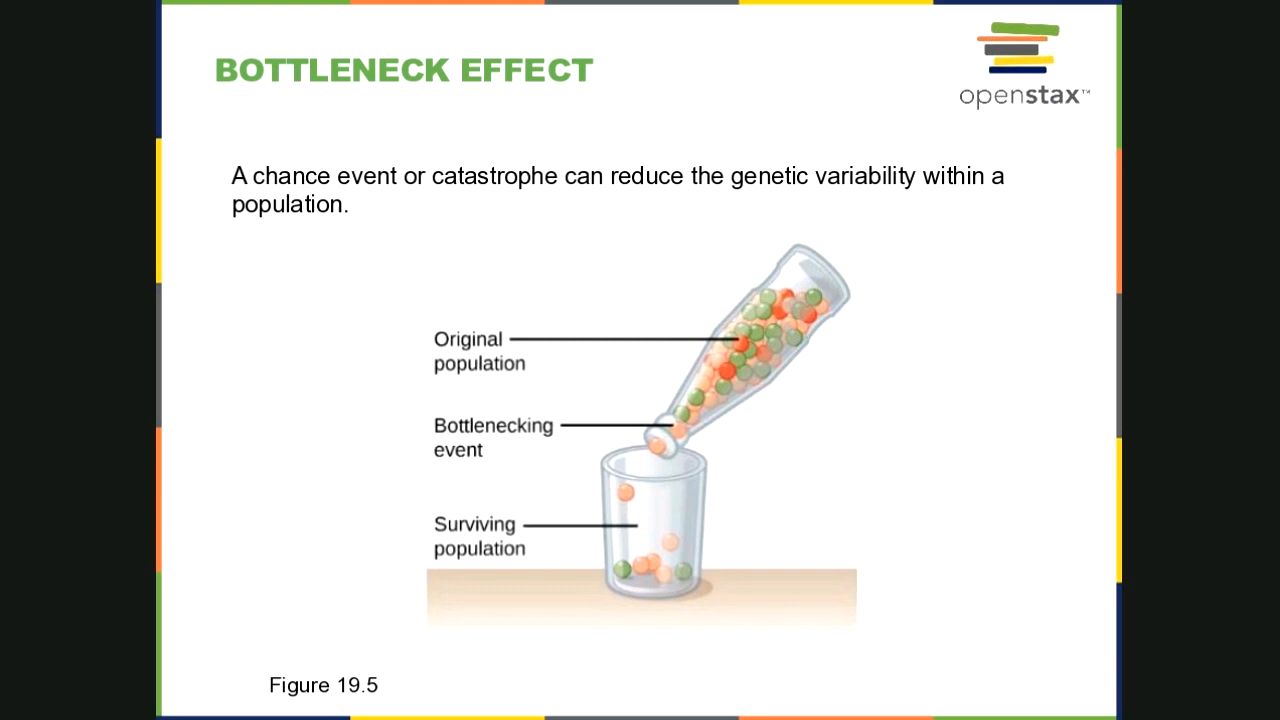 BOTTLENECK EFFECT
openstax™
A chance event or catastrophe can reduce the genetic variability within a
population.
Original
population
Bottlenecking
event
Surviving
population
Figure 19.5